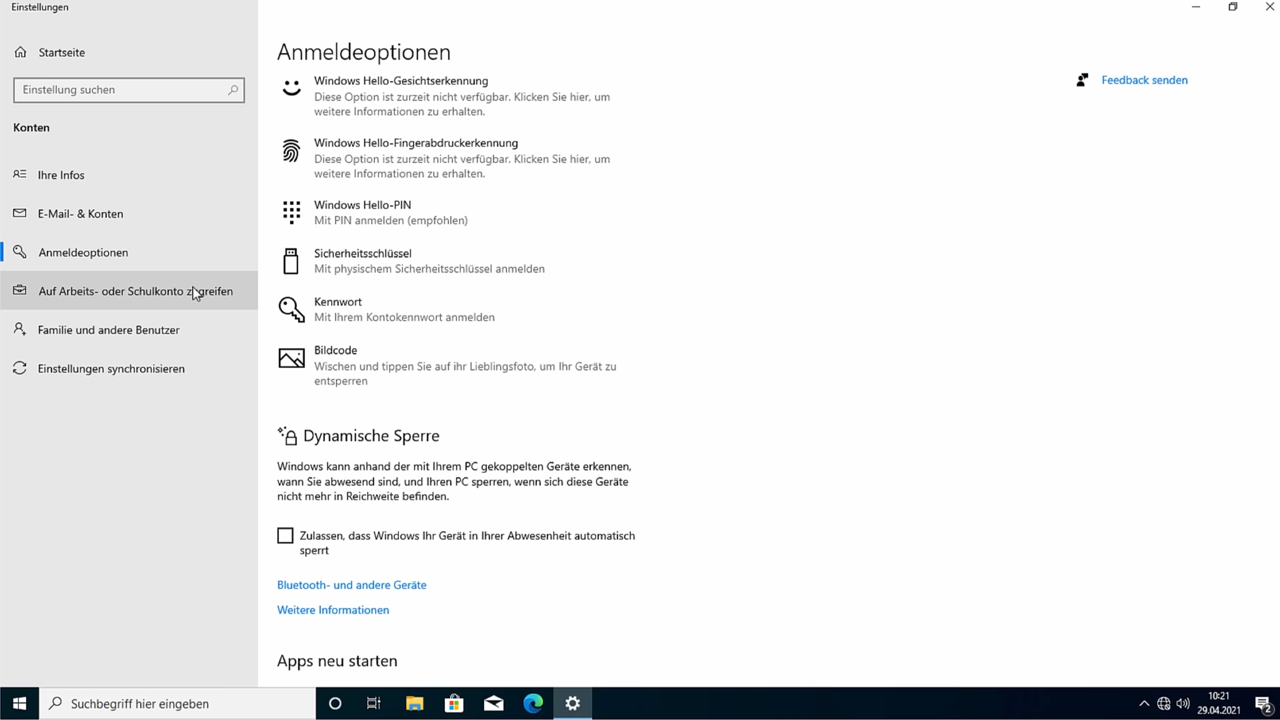 Einstellungen
Startseite
Einstellung suchen
Konten
Ihre Infos
E-Mail- & Konten
Anmeldeoptionen
Auf Arbeits- oder Schulkonto zugreifen
Familie und andere Benutzer
Einstellungen synchronisieren
Anmeldeoptionen
Windows Hello-Gesichtserkennung
Diese Option ist zurzeit nicht verfügbar. Klicken Sie hier, um
weitere Informationen zu erhalten.
Windows Hello-Fingerabdruckerkennung
Diese Option ist zurzeit nicht verfügbar. Klicken Sie hier, um
weitere Informationen zu erhalten.
Windows Hello-PIN
Mit PIN anmelden (empfohlen)
Sicherheitsschlüssel
Mit physischem Sicherheitsschlüssel anmelden
Kennwort
Mit Ihrem Kontokennwort anmelden
Bildcode
Wischen und tippen Sie auf ihr Lieblingsfoto, um Ihr Gerät zu
entsperren
Dynamische Sperre
Windows kann anhand der mit Ihrem PC gekoppelten Geräte erkennen,
wann Sie abwesend sind, und Ihren PC sperren, wenn sich diese Geräte
nicht mehr in Reichweite befinden.
Zulassen, dass Windows Ihr Gerät in Ihrer Abwesenheit automatisch
sperrt
Bluetooth- und andere Geräte
Weitere Informationen
Apps neu starten
Feedback senden
Suchbegriff hier eingeben
10:21
29.04.2021
2